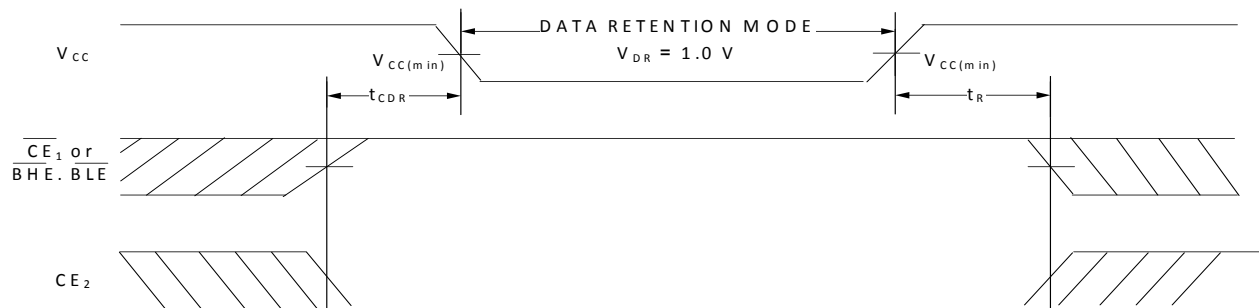 DATA RETENTION MODE
VCC
VCC(min)
VDR = 1.0 V
VCC(min)
tCDR
tR
CE1 or
BHE. BLE
CE2